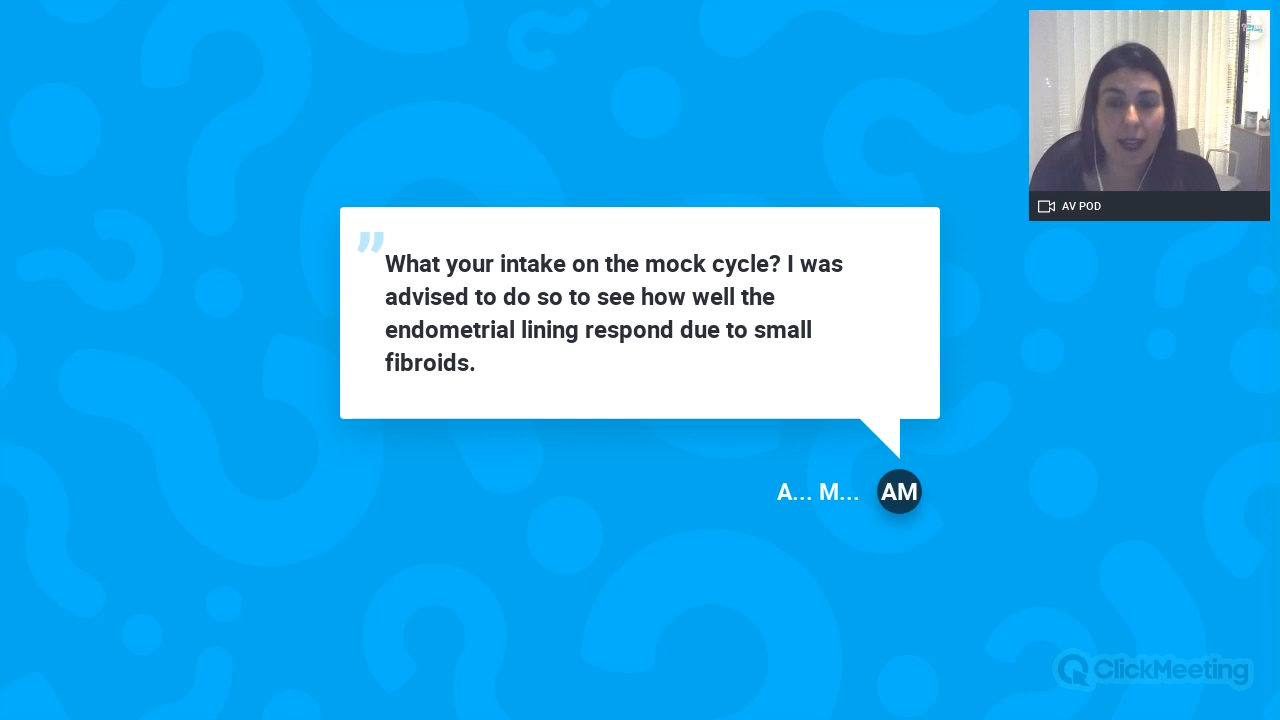 AV POD
”
What your intake on the mock cycle? I was
advised to do so to see how well the
endometrial lining respond due to small
fibroids.
A... M... AM
ClickMeeting